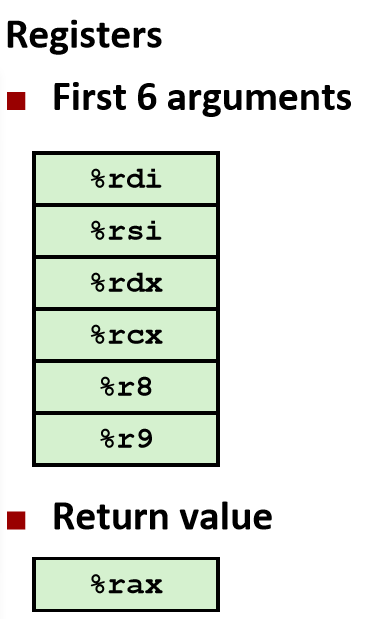 Registers
■ First 6 arguments
%rdi
%rsi
%rdx
%rcx
%r8
%r9
■ Return value
%rax